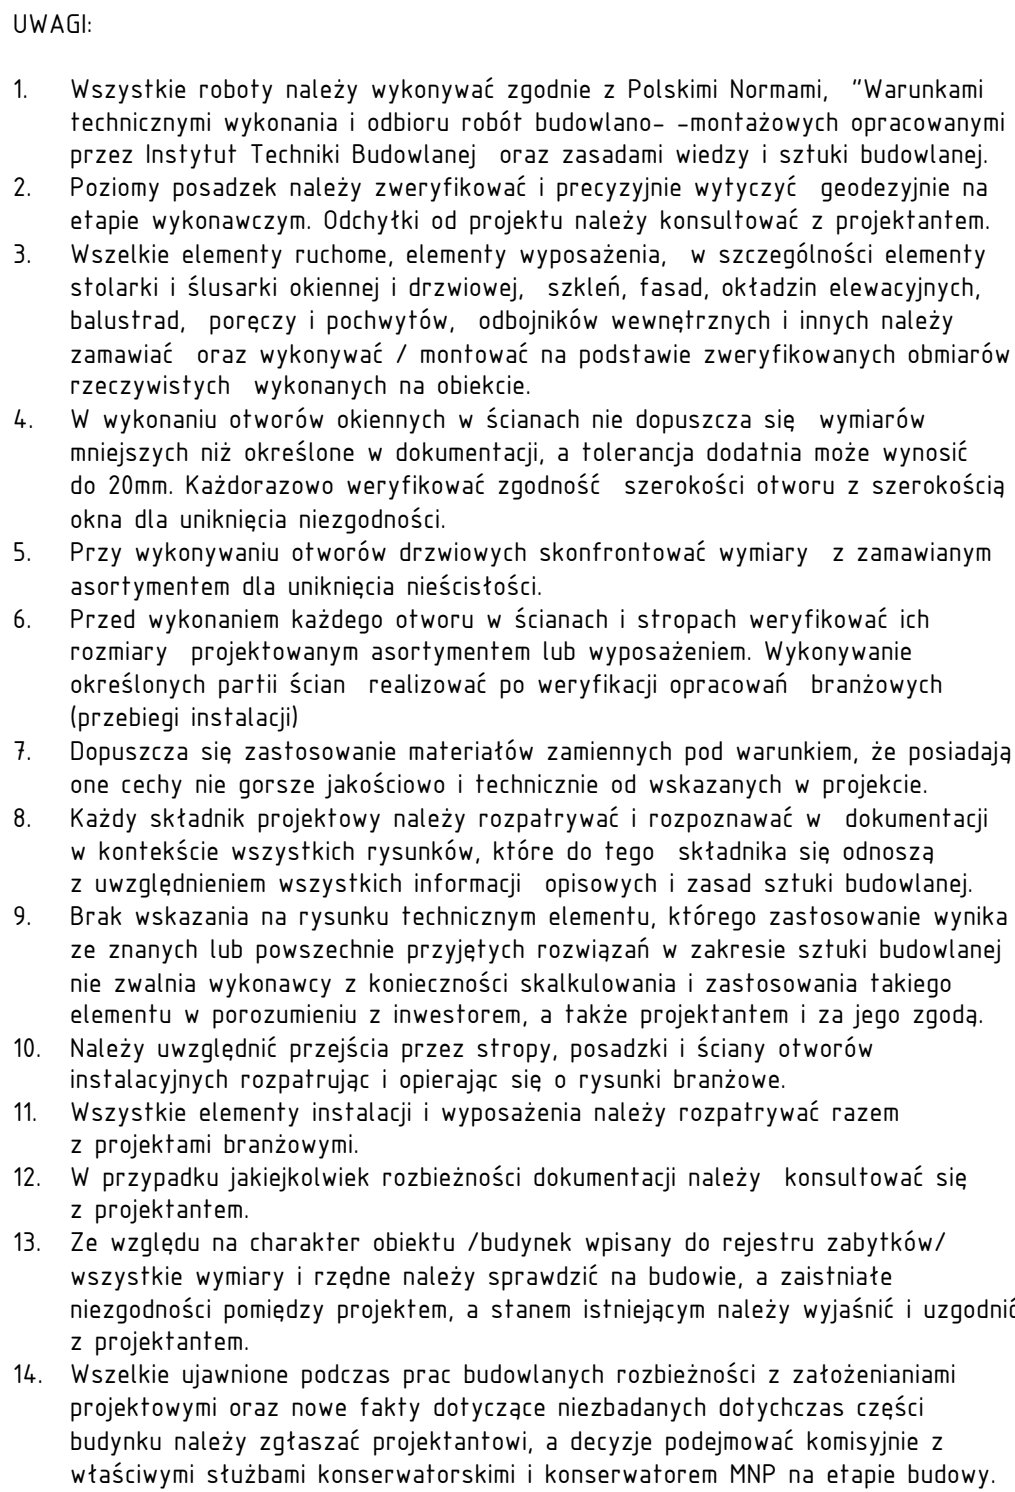 UWAGI:
1. Wszystkie roboty należy wykonywać zgodnie z Polskimi Normami, "Warunkami
technicznymi wykonania i odbioru robót budowlano- -montażowych opracowanymi
przez Instytut Techniki Budowlanej oraz zasadami wiedzy i sztuki budowlanej.
2. Poziomy posadzek należy zweryfikować i precyzyjnie wytyczyć geodezyjnie na
etapie wykonawczym. Odchyłki od projektu należy konsultować z projektantem.
3. Wszelkie elementy ruchome, elementy wyposażenia, w szczególności elementy
stolarki i ślusarki okiennej i drzwiowej, szkleń, fasad, okładzin elewacyjnych,
balustrad, poręczy i pochwytów, odbojników wewnętrznych i innych należy
zamawiać oraz wykonywać / montować na podstawie zweryfikowanych obmiarów
rzeczywistych wykonanych na obiekcie.
4. W wykonaniu otworów okiennych w ścianach nie dopuszcza się wymiarów
mniejszych niż określone w dokumentacji, a tolerancja dodatnia może wynosić
do 20mm. Każdorazowo weryfikować zgodność szerokości otworu z szerokością
okna dla uniknięcia niezgodności.
5. Przy wykonywaniu otworów drzwiowych skonfrontować wymiary z zamawianym
asortymentem dla uniknięcia nieścisłości.
6. Przed wykonaniem każdego otworu w ścianach i stropach weryfikować ich
rozmiary projektowanym asortymentem lub wyposażeniem. Wykonywanie
określonych partii ścian realizować po weryfikacji opracowań branżowych
(przebiegi instalacji)
7. Dopuszcza się zastosowanie materiałów zamiennych pod warunkiem, że posiadają
one cechy nie gorsze jakościowo i technicznie od wskazanych w projekcie.
8. Każdy składnik projektowy należy rozpatrywać i rozpoznawać w dokumentacji
w kontekście wszystkich rysunków, które do tego składnika się odnoszą
z uwzględnieniem wszystkich informacji opisowych i zasad sztuki budowlanej.
9. Brak wskazania na rysunku technicznym elementu, którego zastosowanie wynika
ze znanych lub powszechnie przyjętych rozwiązań w zakresie sztuki budowlanej
nie zwalnia wykonawcy z konieczności skalkulowania i zastosowania takiego
elementu w porozumieniu z inwestorem, a także projektantem i za jego zgodą.
10. Należy uwzględnić przejścia przez stropy, posadzki i ściany otworów
instalacyjnych rozpatrując i opierając się o rysunki branżowe.
11. Wszystkie elementy instalacji i wyposażenia należy rozpatrywać razem
z projektami branżowymi.
12. W przypadku jakiejkolwiek rozbieżności dokumentacji należy konsultować się
z projektantem.
13. Ze względu na charakter obiektu /budynek wpisany do rejestru zabytków/
wszystkie wymiary i rzędne należy sprawdzić na budowie, a zaistniałe
niezgodności pomiędzy projektem, a stanem istniejącym należy wyjaśnić i uzgodnić
z projektantem.
14. Wszelkie ujawnione podczas prac budowlanych rozbieżności z założenianiami
projektowymi oraz nowe fakty dotyczące niezbadanych dotychczas części
budynku należy zgłaszać projektantowi, a decyzje podejmować komisyjnie z
właściwymi służbami konserwatorskimi i konserwatorem MNP na etapie budowy.